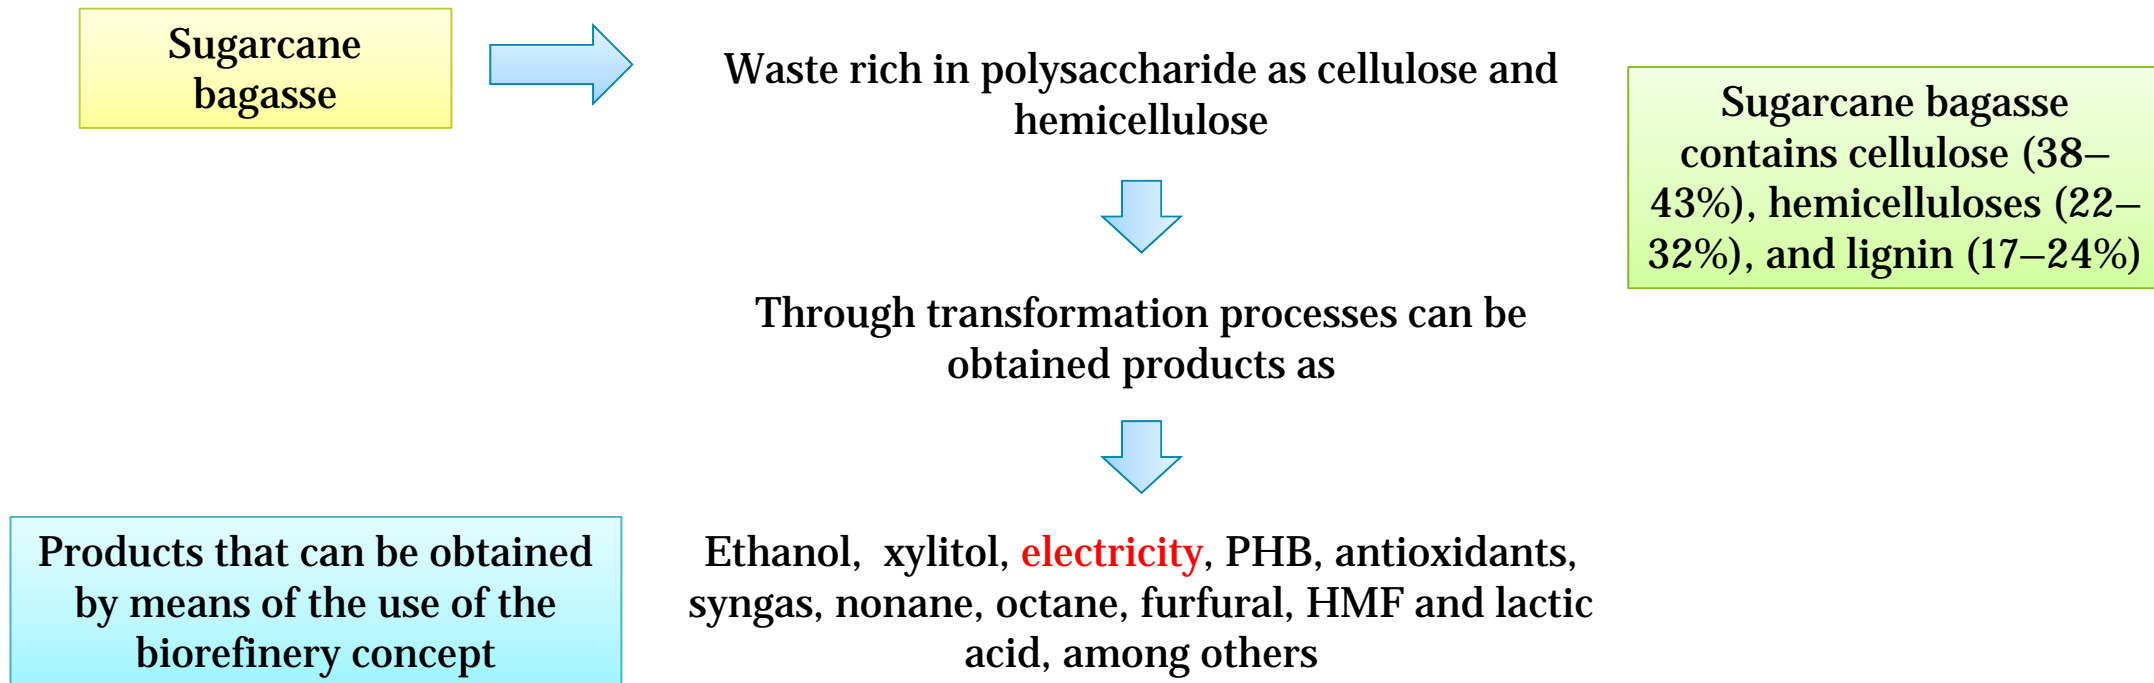 Sugarcane
bagasse
Waste rich in polysaccharide as cellulose and
hemicellulose
Sugarcane bagasse
contains cellulose (38–
43%), hemicelluloses (22–
32%), and lignin (17–24%)
Through transformation processes can be
obtained products as
Products that can be obtained
by means of the use of the
biorefinery concept
Ethanol, xylitol, electricity, PHB, antioxidants,
syngas, nonane, octane, furfural, HMF and lactic
acid, among others